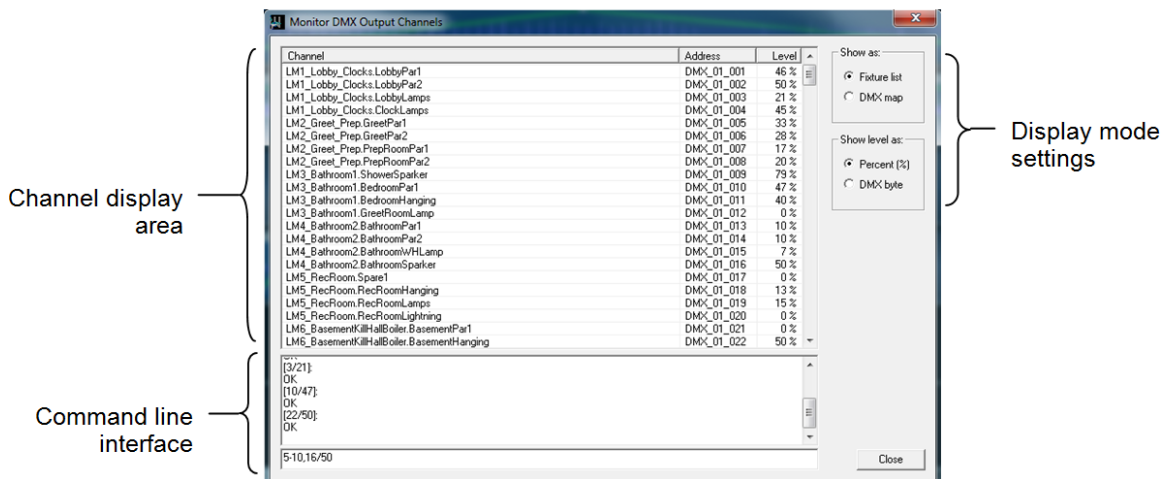 Monitor DMX Output Channels
Channel Address Level
LM1_Lobby_Clocks.LobbyPar1 DMX_01_001 46 %
LM1_Lobby_Clocks.LobbyPar2 DMX_01_002 50 %
LM1_Lobby_Clocks.LobbyLamps DMX_01_003 21 %
LM1_Lobby_Clocks.ClockLamps DMX_01_004 45 %
LM2_Greet_Prep.GreetPar1 DMX_01_005 33 %
LM2_Greet_Prep.GreetPar2 DMX_01_006 28 %
LM2_Greet_Prep.PrepRoomPar1 DMX_01_007 17 %
LM2_Greet_Prep.PrepRoomPar2 DMX_01_008 20 %
LM3_Bathroom1.ShowerSparker DMX_01_009 79 %
LM3_Bathroom1.BedroomPar1 DMX_01_010 47 %
LM3_Bathroom1.BedroomHanging DMX_01_011 40 %
LM3_Bathroom1.GreetRoomLamp DMX_01_012 0 %
LM4_Bathroom2.BathroomPar1 DMX_01_013 10 %
LM4_Bathroom2.BathroomPar2 DMX_01_014 10 %
LM4_Bathroom2.BathroomWHLamp DMX_01_015 7 %
LM4_Bathroom2.BathroomSparker DMX_01_016 50 %
LM5_RecRoom.Spare1 DMX_01_017 0 %
LM5_RecRoom.RecRoomHanging DMX_01_018 13 %
LM5_RecRoom.RecRoomLamps DMX_01_019 15 %
LM5_RecRoom.RecRoomLightning DMX_01_020 0 %
LM6_BasementKillHallBoiler.BasementPar1 DMX_01_021 0 %
LM6_BasementKillHallBoiler.BasementHanging DMX_01_022 50 %
Show as:
Fixture list
DMX map
Show level as:
Percent (%)
DMX byte
Display mode
settings
Channel display
area
OK
[3/21]:
OK
[10/47]:
OK
[22/50]:
OK
5-10,16/50
Close
Command line
interface